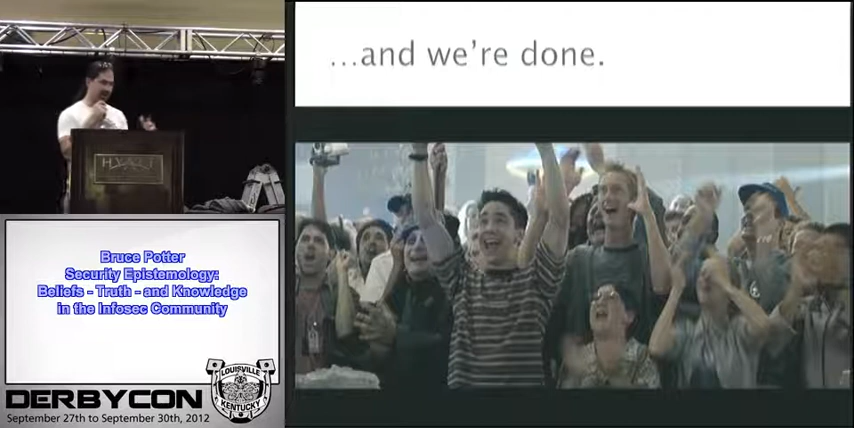 ...and we're done.
HYATT
Bruce Potter
Security Epistemology:
Beliefs - Truth - and Knowledge
in the Infosec Community
DERBYCON
LOUISVILLE
KENTUCKY
September 27th to September 30th, 2012